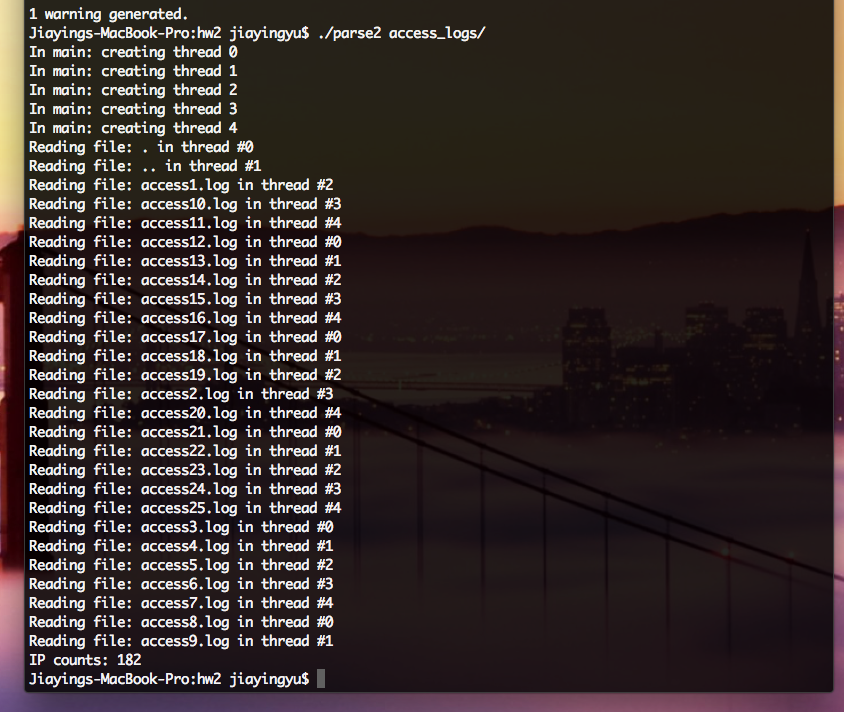 1 warning generated.
Jiayings-MacBook-Pro:hw2 jiayingyu$ ./parse2 access_logs/
In main: creating thread 0
In main: creating thread 1
In main: creating thread 2
In main: creating thread 3
In main: creating thread 4
Reading file: . in thread #0
Reading file: .. in thread #1
Reading file: access1.log in thread #2
Reading file: access10.log in thread #3
Reading file: access11.log in thread #4
Reading file: access12.log in thread #0
Reading file: access13.log in thread #1
Reading file: access14.log in thread #2
Reading file: access15.log in thread #3
Reading file: access16.log in thread #4
Reading file: access17.log in thread #0
Reading file: access18.log in thread #1
Reading file: access19.log in thread #2
Reading file: access2.log in thread #3
Reading file: access20.log in thread #4
Reading file: access21.log in thread #0
Reading file: access22.log in thread #1
Reading file: access23.log in thread #2
Reading file: access24.log in thread #3
Reading file: access25.log in thread #4
Reading file: access3.log in thread #0
Reading file: access4.log in thread #1
Reading file: access5.log in thread #2
Reading file: access6.log in thread #3
Reading file: access7.log in thread #4
Reading file: access8.log in thread #0
Reading file: access9.log in thread #1
IP counts: 182
Jiayings-MacBook-Pro:hw2 jiayingyu$